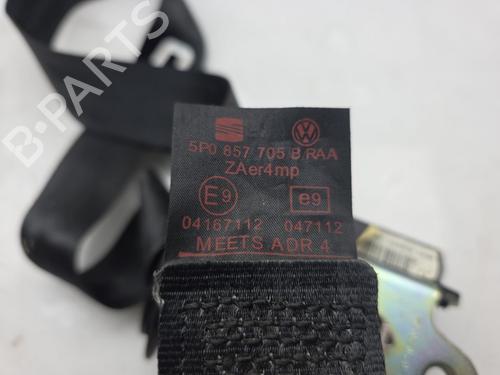 B-PARTS
5P0 857 705 B RAA
ZAer4mp
E9 e9
04167112 047112
MEETS ADR 4